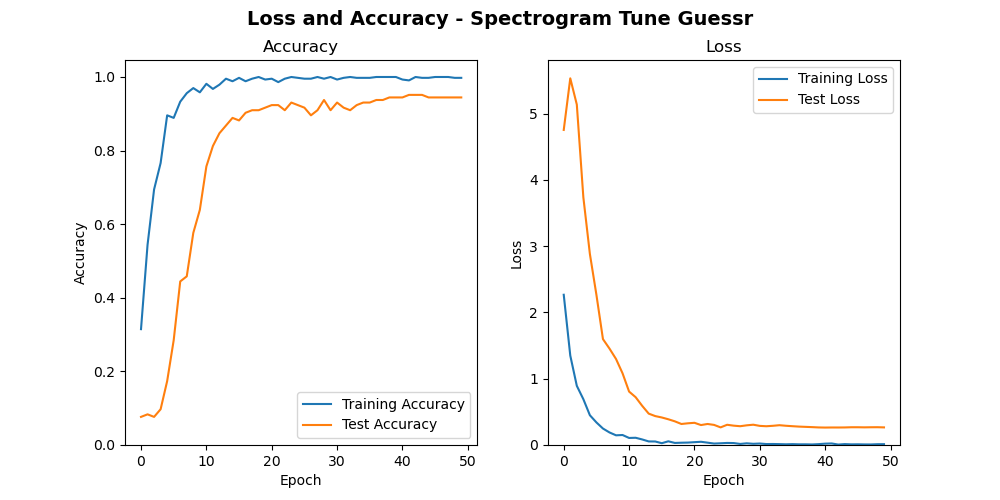 Loss and Accuracy - Spectrogram Tune Guessr
Accuracy
1.0
0.8
0.6
0.4
0.2
0.0
Accuracy
0 10 20 30 40 50
Epoch
Training Accuracy
Test Accuracy
Loss
5
4
3
2
1
0
Loss
0 10 20 30 40 50
Epoch
Training Loss
Test Loss